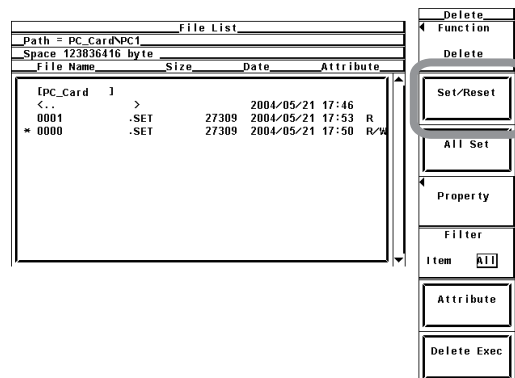 File List
Path = PC_Card\PC1
Space 123836416 byte
File Name Size Date Attribute
[PC_Card ]
<.. > 2004/05/21 17:46
0001 .SET 27309 2004/05/21 17:53 R
* 0000 .SET 27309 2004/05/21 17:50 R/W
Delete
Function
Delete
Set/Reset
All Set
Property
Filter
Item All
Attribute
Delete Exec